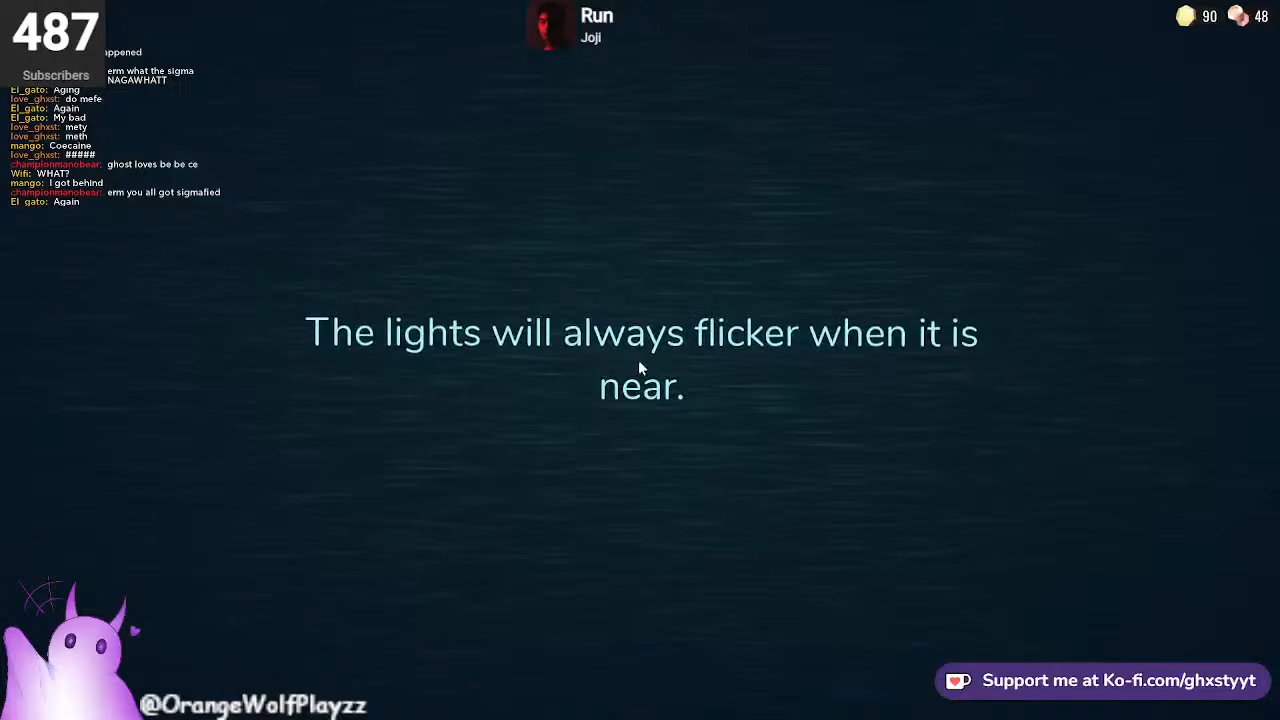 487
Subscribers
Run
Joji
90
48
appened
erm what the sigma
NAGAWHATT
El_gato: Aging
love_ghxst: do mefe
El_gato: Again
El_gato: My bad
love_ghxst: mety
love_ghxst: meth
mango: Coecaine
love_ghxst: #####
championmanobear: ghost loves be be ce
Wifi: WHAT?
mango: I got behind
championmanobear: erm you all got sigmafied
El_gato: Again
The lights will always flicker when it is
near.
@OrangeWolfPlayzz
Support me at Ko-fi.com/ghxstyyt